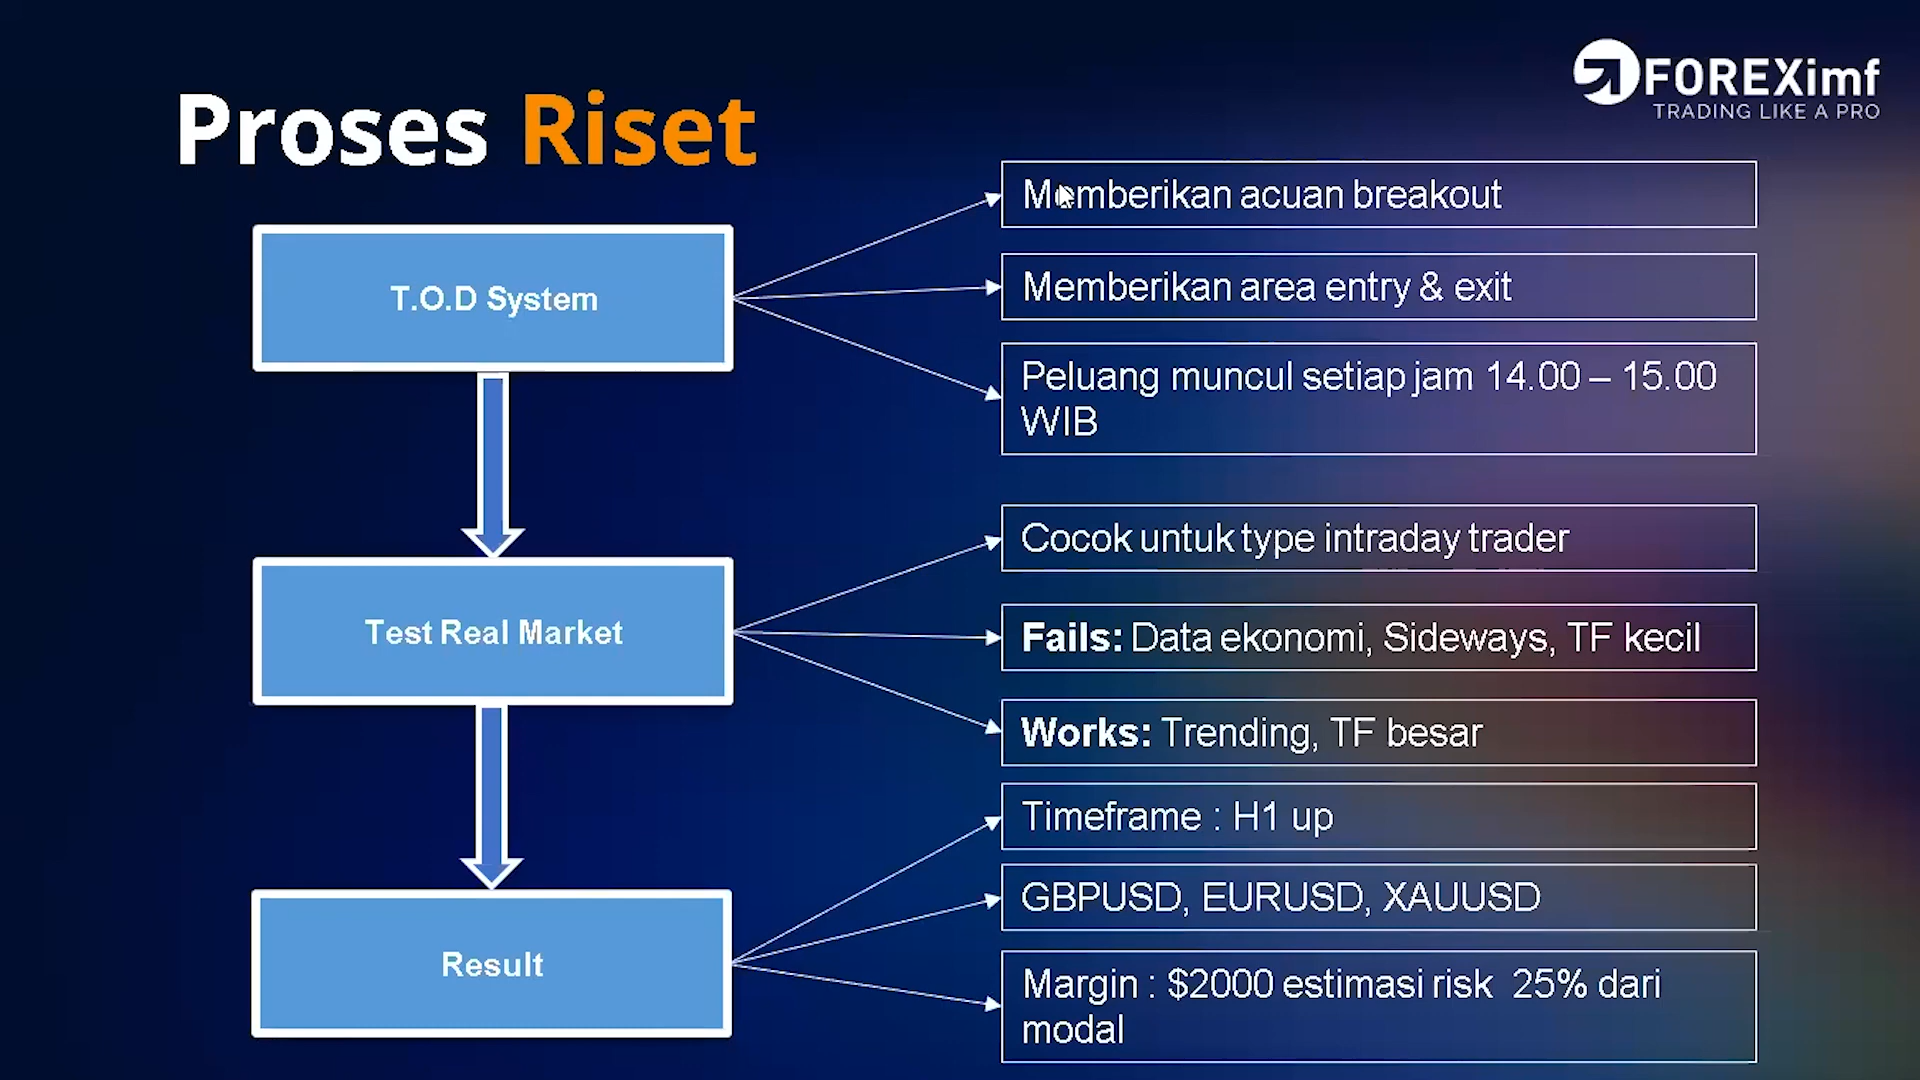 FOREXimf
TRADING LIKE A PRO
Proses Riset
T.O.D System
Memberikan acuan breakout
Memberikan area entry & exit
Peluang muncul setiap jam 14.00 – 15.00
WIB
Test Real Market
Cocok untuk type intraday trader
Fails: Data ekonomi, Sideways, TF kecil
Works: Trending, TF besar
Result
Timeframe : H1 up
GBPUSD, EURUSD, XAUUSD
Margin : $2000 estimasi risk 25% dari
modal